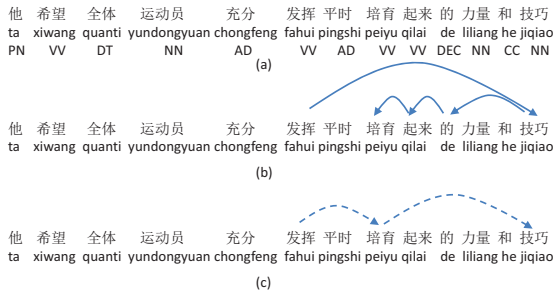 他 希望 全体 运动员 充分 发挥 平时 培育 起来 的 力量 和 技巧
ta xiwang quanti yundongyuan chongfeng fahui pingshi peiyu qilai de liliang he jiqiao
PN VV DT NN AD VV AD VV VV DEC NN CC NN
(a)
他 希望 全体 运动员 充分 发挥 平时 培育 起来 的 力量 和 技巧
ta xiwang quanti yundongyuan chongfeng fahui pingshi peiyu qilai de liliang he jiqiao
(b)
他 希望 全体 运动员 充分 发挥 平时 培育 起来 的 力量 和 技巧
ta xiwang quanti yundongyuan chongfeng fahui pingshi peiyu qilai de liliang he jiqiao
(c)